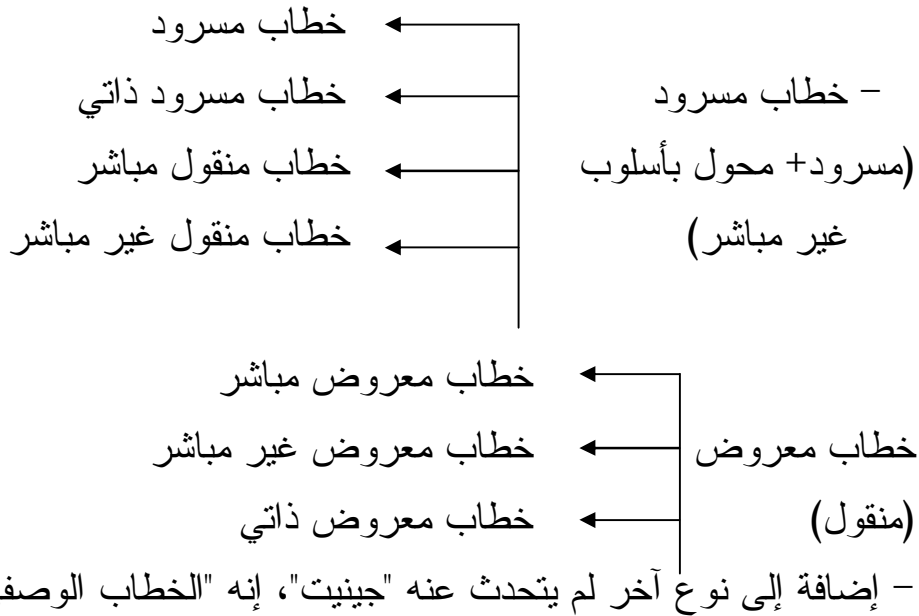 خطاب مسرود
- خطاب مسرود خطاب مسرود ذاتي
(مسرود+ محول بأسلوب خطاب منقول مباشر
غير مباشر) خطاب منقول غير مباشر
خطاب معروض مباشر
خطاب معروض خطاب معروض غير مباشر
(منقول) خطاب معروض ذاتي
- إضافة إلى نوع آخر لم يتحدث عنه "جينيت"، إنه "الخطاب الوصف